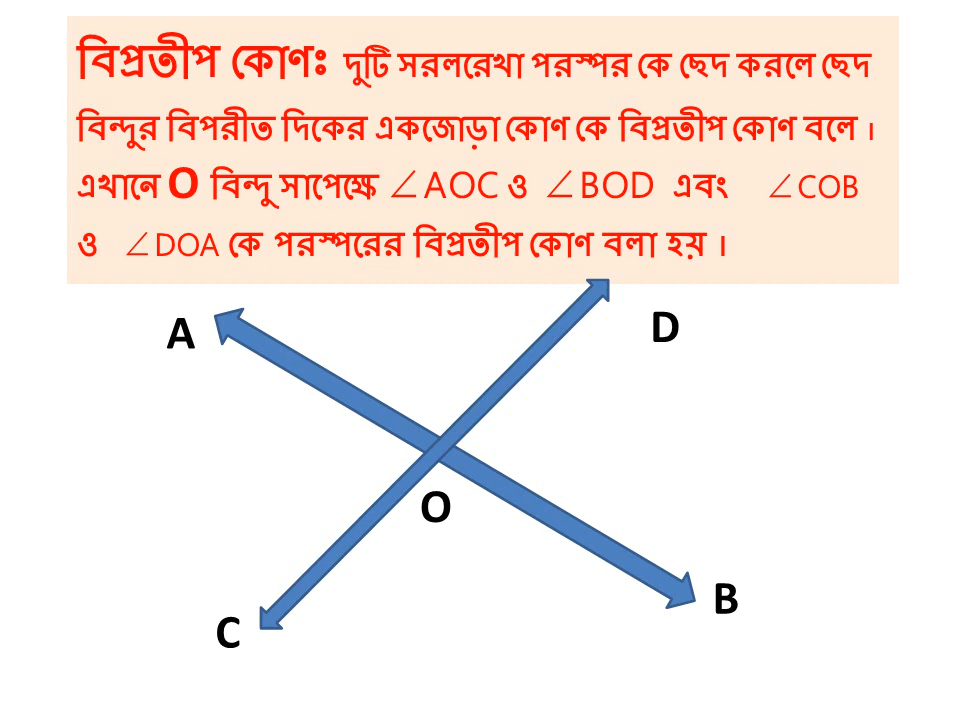 বিপ্রতীপ কোণঃ দুটি সরলরেখা পরস্পর কে ছেদ করলে ছেদ
বিন্দুর বিপরীত দিকের একজোড়া কোণ কে বিপ্রতীপ কোণ বলে ।
এখানে O বিন্দু সাপেক্ষে ∠AOC ও ∠BOD এবং ∠COB
ও ∠DOA কে পরস্পরের বিপ্রতীপ কোণ বলা হয় ।
A
D
O
B
C